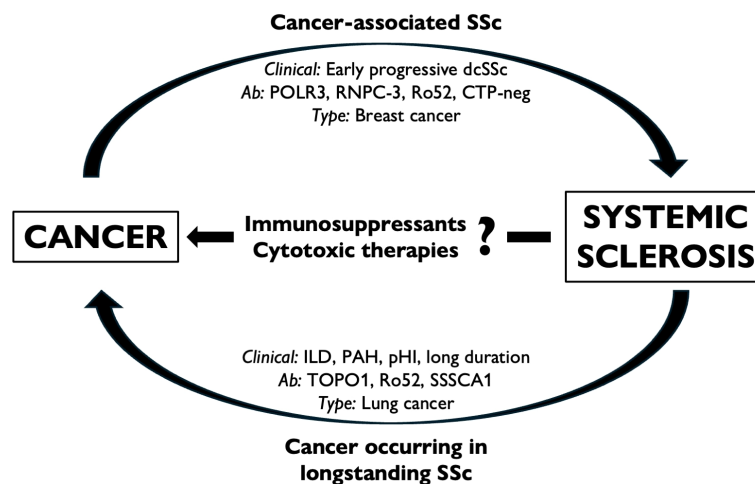 Cancer-associated SSc
Clinical: Early progressive dcSSc
Ab: POLR3, RNPC-3, Ro52, CTP-neg
Type: Breast cancer
CANCER
Immunosuppressants
Cytotoxic therapies
?
SYSTEMIC
SCLEROSIS
Clinical: ILD, PAH, pHI, long duration
Ab: TOPO1, Ro52, SSSCA1
Type: Lung cancer
Cancer occurring in
longstanding SSc